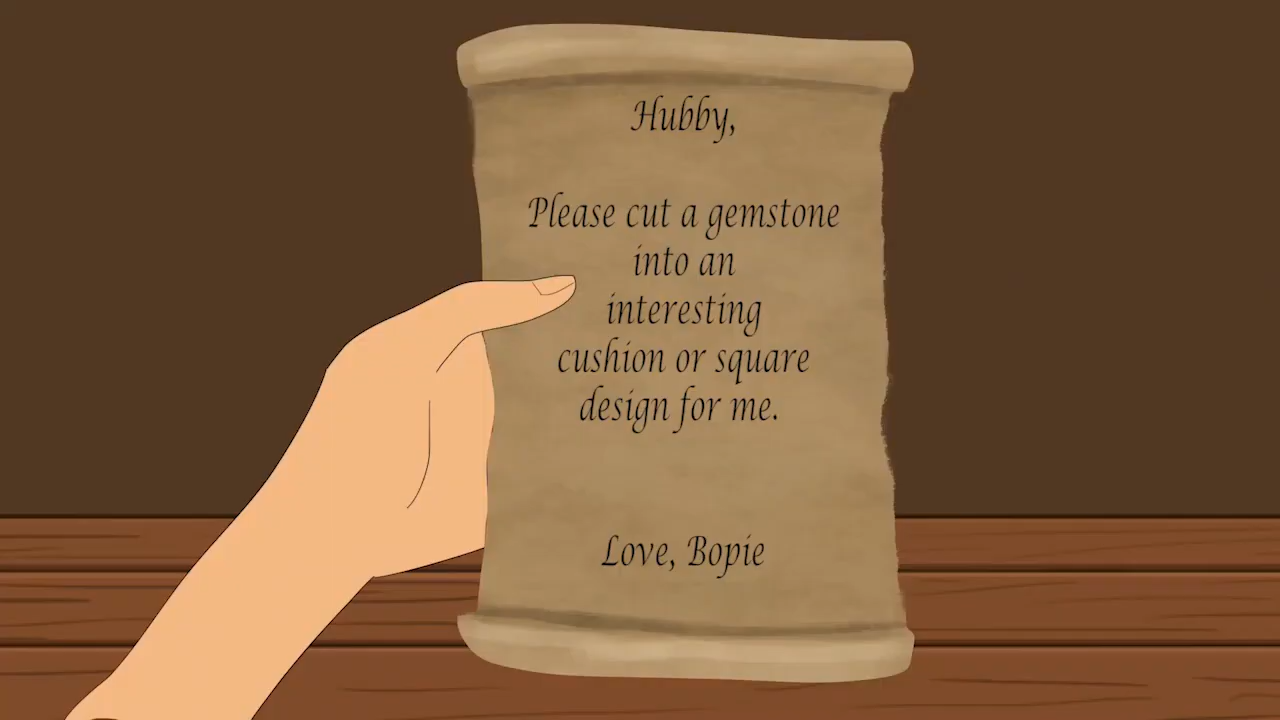 Hubby,
Please cut a gemstone
into an
interesting
cushion or square
design for me.
Love, Bopie